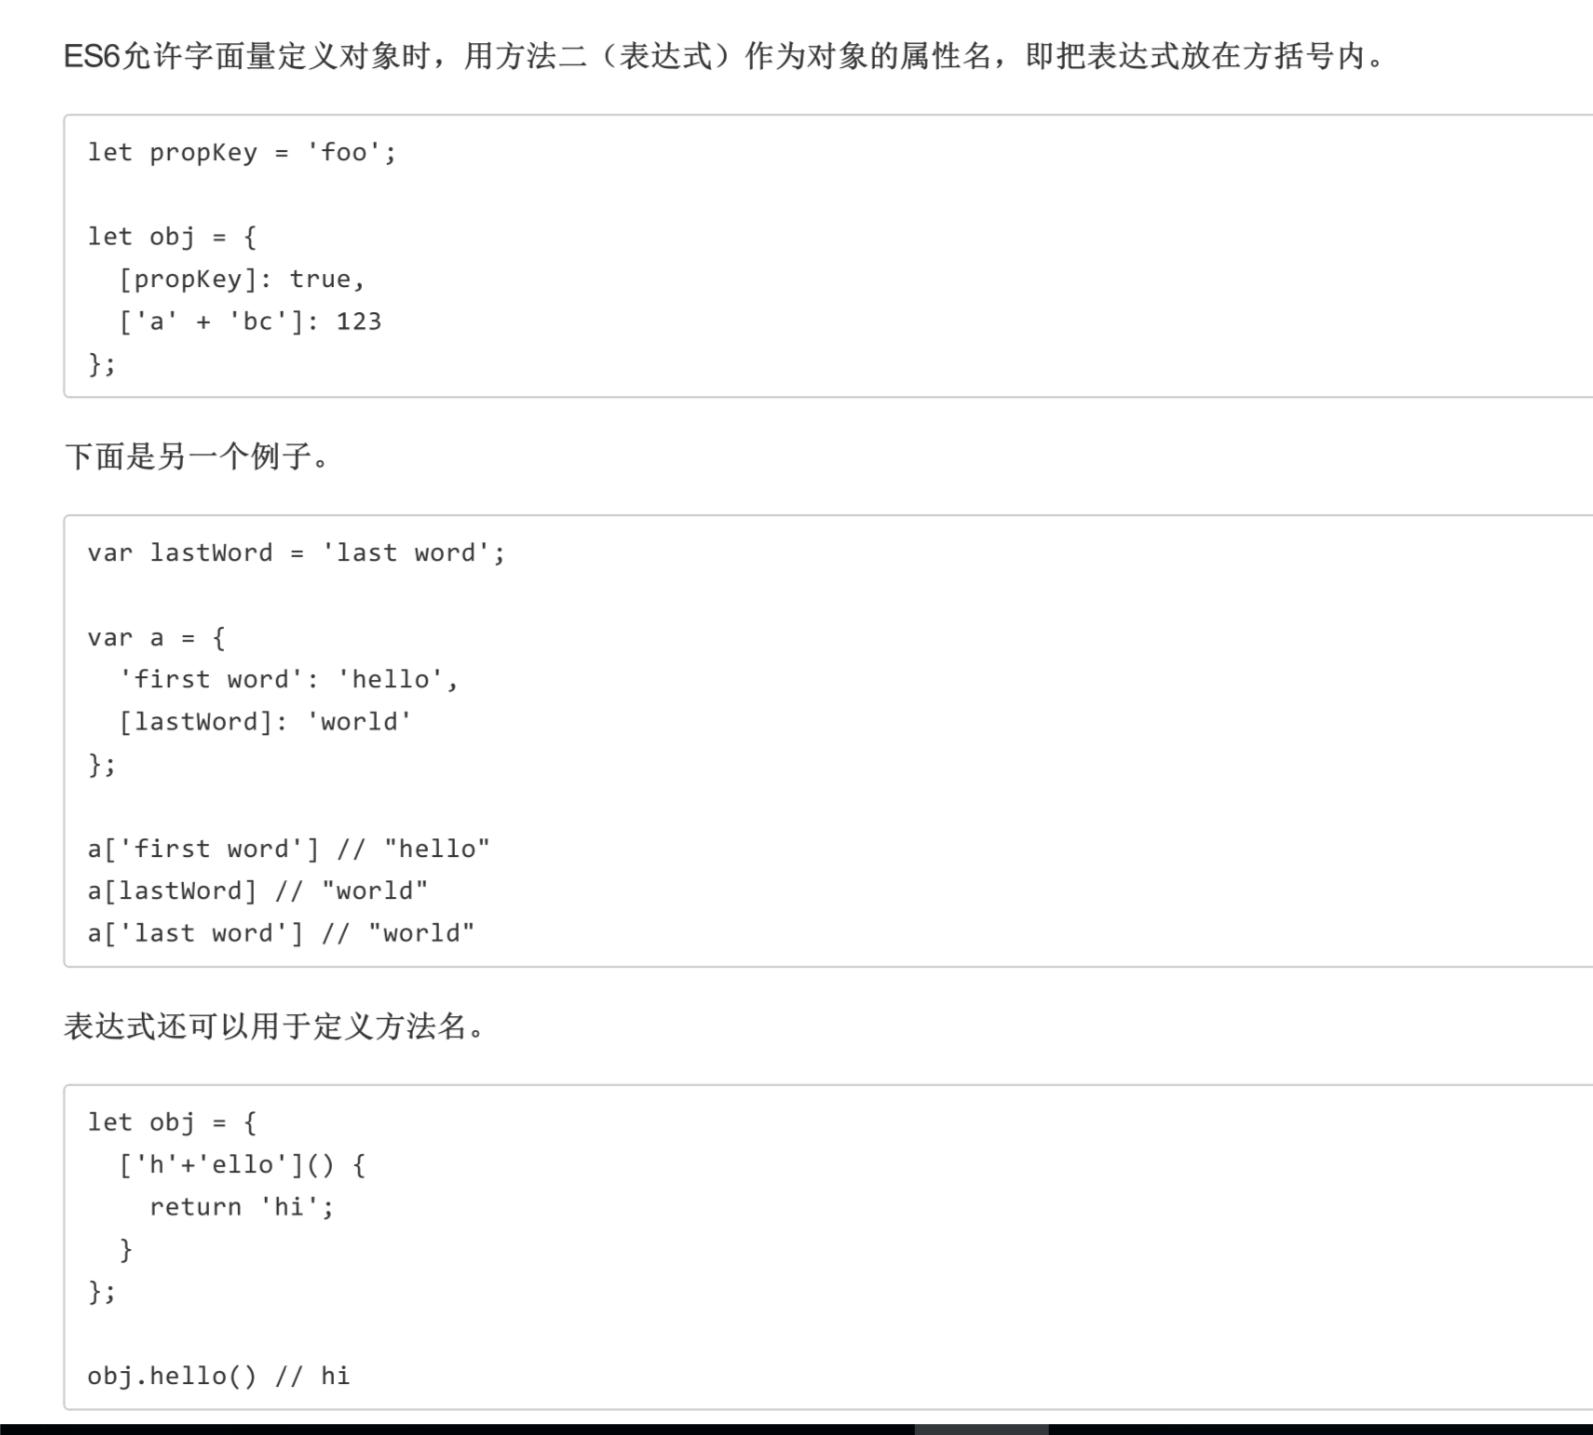 ES6允许字面量定义对象时，用方法二（表达式）作为对象的属性名，即把表达式放在方括号内。
let propKey = 'foo';
let obj = {
  [propKey]: true,
  ['a' + 'bc']: 123
};
下面是另一个例子。
var lastWord = 'last word';
var a = {
  'first word': 'hello',
  [lastWord]: 'world'
};
a['first word'] // "hello"
a[lastWord] // "world"
a['last word'] // "world"
表达式还可以用于定义方法名。
let obj = {
  ['h'+'ello']() {
    return 'hi';
  }
};
obj.hello() // hi